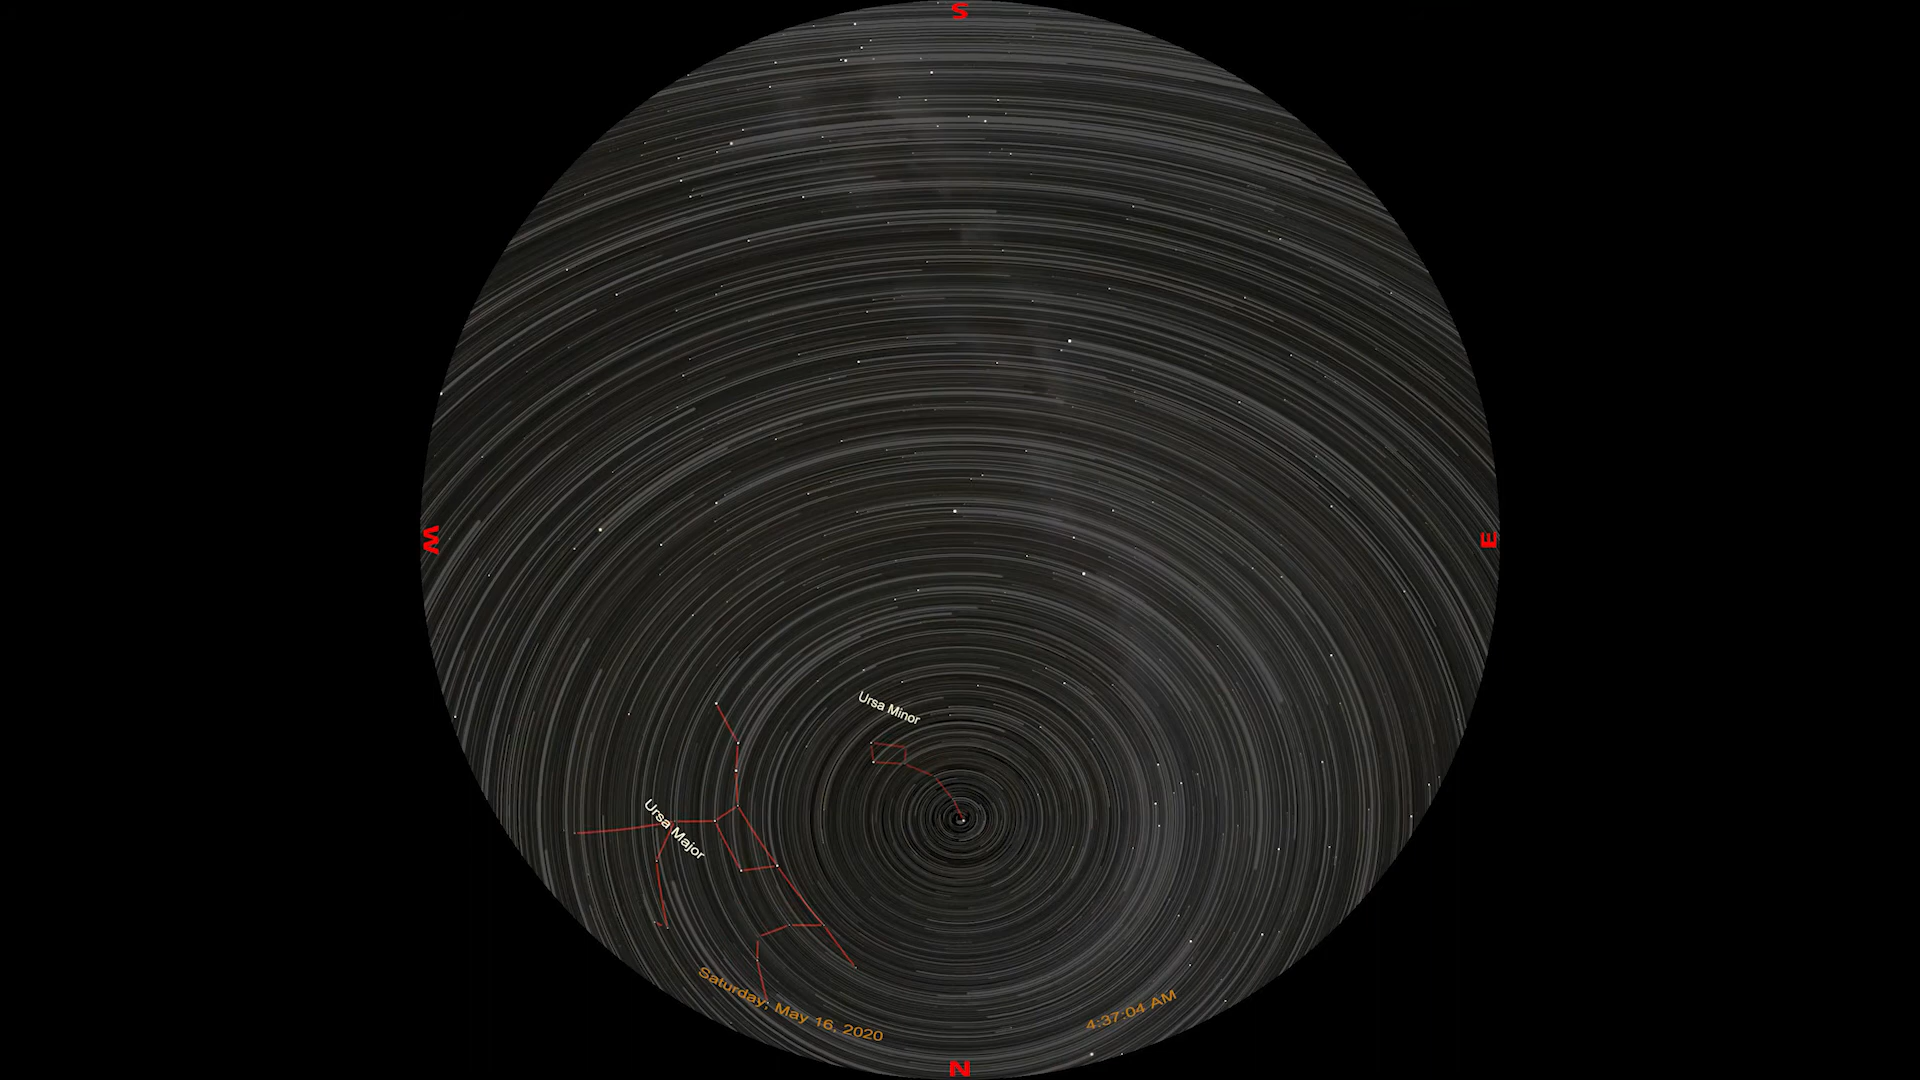 S
Ursa Minor
W
E
Ursa Major
Saturday, May 16, 2020
4:37:04 AM
N